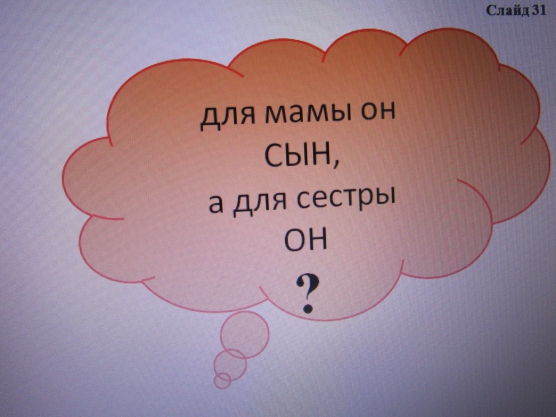 Слайд 31
для мамы он
СЫН,
а для сестры
ОН
?